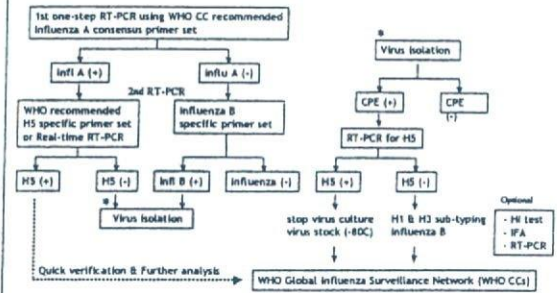 1st one-step RT-PCR using WHO CC recommended
Influenza A consensus primer set
Infl A (+)
Influ A (-)
2nd RT-PCR
WHO recommended
H5 specific primer set
or Real-time RT-PCR
Influenza B
specific primer set
H5 (+)
H5 (-)
Infl B (+)
Influenza (-)
*
Virus Isolation
*
Virus Isolation
CPE (+)
CPE
(-)
RT-PCR for H5
H5 (+)
H5 (-)
stop virus culture
virus stock (-80C)
H1 & H3 sub-typing
Influenza B
Optional
- HI test
- IFA
- RT-PCR
Quick verification & Further analysis
WHO Global Influenza Surveillance Network (WHO CCs)